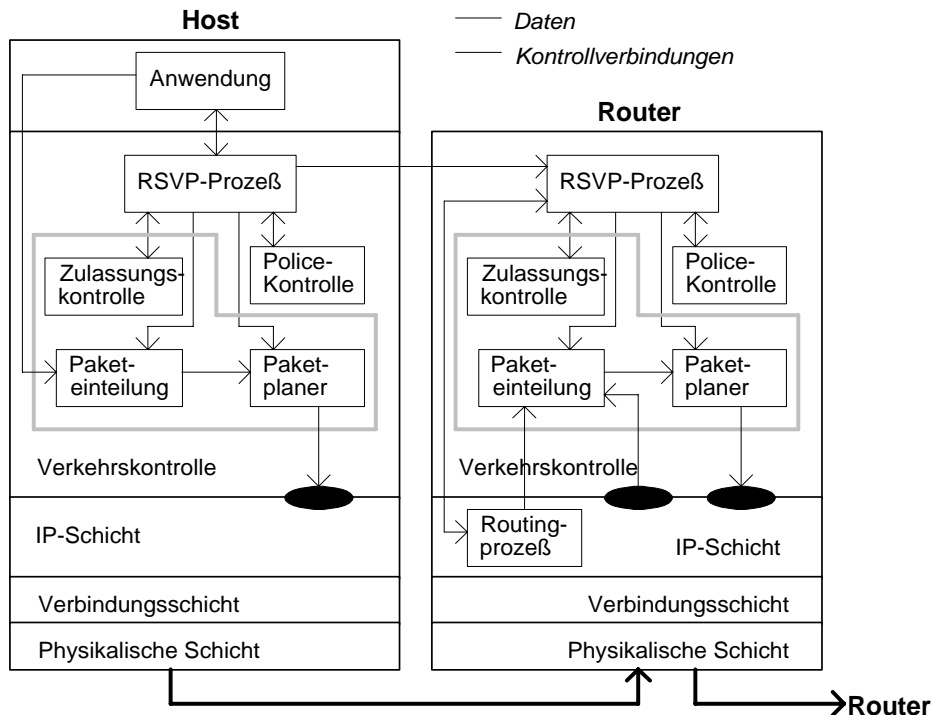 Host
Daten
Kontrollverbindungen
Anwendung
Router
RSVP-Prozeß
RSVP-Prozeß
Zulassungs-
kontrolle
Police-
Kontrolle
Zulassungs-
kontrolle
Police-
Kontrolle
Paket-
einteilung
Paket-
planer
Paket-
einteilung
Paket-
planer
Verkehrskontrolle
Verkehrskontrolle
IP-Schicht
Routing-
prozeß
IP-Schicht
Verbindungsschicht
Verbindungsschicht
Physikalische Schicht
Physikalische Schicht
Router